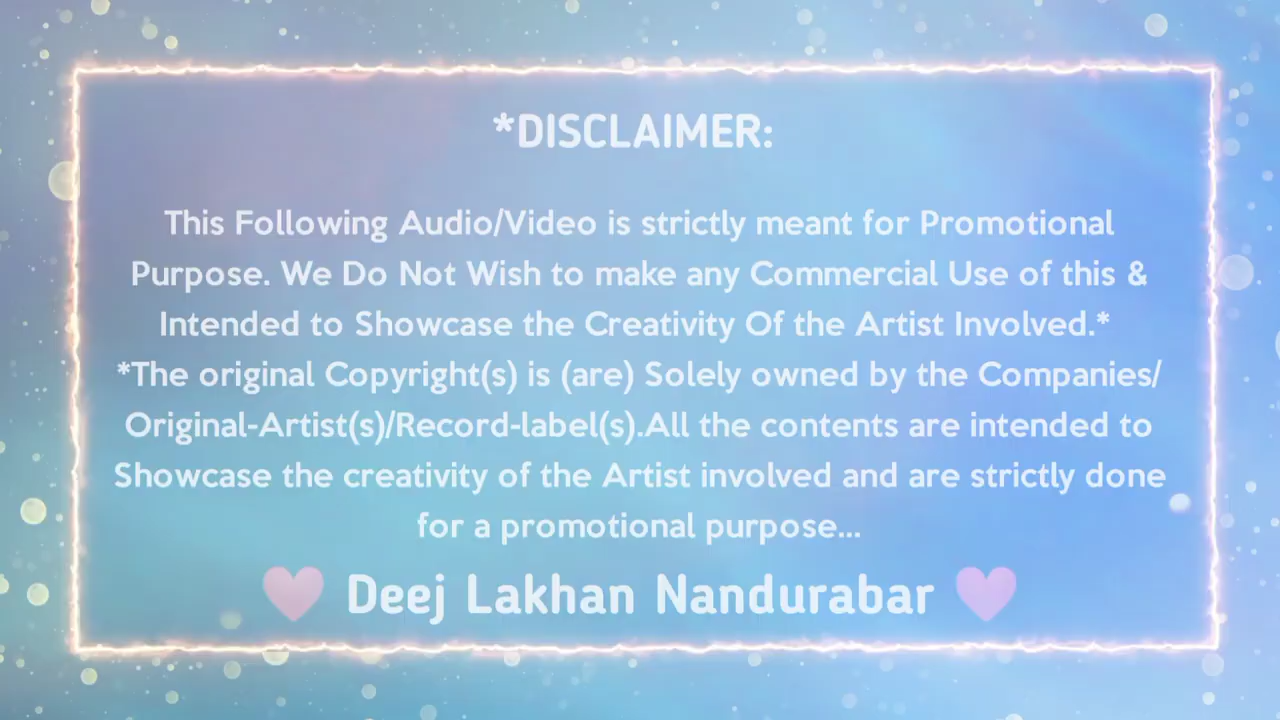 *DISCLAIMER:
This Following Audio/Video is strictly meant for Promotional
Purpose. We Do Not Wish to make any Commercial Use of this &
Intended to Showcase the Creativity Of the Artist Involved.*
*The original Copyright(s) is (are) Solely owned by the Companies/
Original-Artist(s)/Record-label(s).All the contents are intended to
Showcase the creativity of the Artist involved and are strictly done
for a promotional purpose...
Deej Lakhan Nandurabar